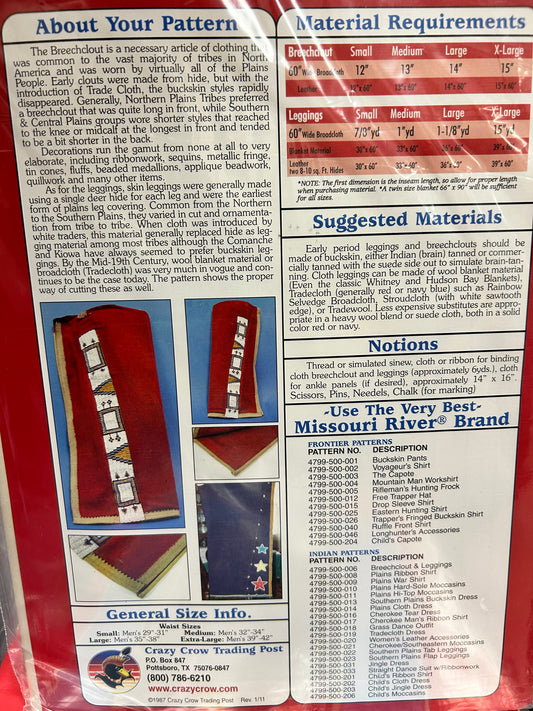 About Your Pattern
The Breechclout is a necessary article of clothing that
was common to the vast majority of tribes in North
America and was worn by virtually all of the Plains
People. Early clouts were made from hide, but with the
introduction of Trade Cloth, the buckskin styles rapidly
disappeared. Generally, Northern Plains Tribes preferred
a breechclout that was quite long in front, while Southern
& Central Plains groups wore shorter styles that reached
to the knee or midcalf at the longest in front and tended
to be a bit shorter in the back.
Decorations run the gamut from none at all to very
elaborate, including ribbonwork, sequins, metallic fringe,
tin cones, fluffs, beaded medallions, applique beadwork,
quillwork and many other items.
As for the leggings, skin leggings were generally made
using a single deer hide for each leg and were the earliest
form of plains leg covering. Common from the Northern
to the Southern Plains, they varied in cut and ornamenta-
tion from tribe to tribe. When cloth was introduced by
white traders, this material generally replaced hide as leg-
ging material among most tribes although the Comanche
and Kiowa have always seemed to prefer buckskin leg-
gings. By the Mid-19th Century, wool blanket material or
broadcloth (Tradecloth) was very much in vogue and con-
tinues to be the case today. The pattern shows the proper
way of cutting these as well.
General Size Info.
Waist Sizes
Small: Men's 29"-31" Medium: Men's 32"-34"
Large: Men's 35"-38" Extra-Large: Men's 39"-42"
Crazy Crow Trading Post
P.O. Box 847
Pottsboro, TX 75076-0847
(800) 786-6210
www.crazycrow.com
©1987 Crazy Crow Trading Post Rev. 1/11
Material Requirements
Breechclout Small Medium Large X-Large
60" Wide Broadcloth 12" 13" 14" 15"
Leather 12"x 60" 13"x 60" 14"x 60" 15"x 60"
Leggings Small Medium Large X-Large
60" Wide Broadcloth 7/8"yd 1"yd 1-1/8"yd 15"yd
Blanket Material 30"x 60" 33"x 60" 36"x 60" 39"x 60"
Leather
two 8-10 sq. Ft. Hides 30"x 60" 33"x 60" 36"x 60" 39"x 60"
*NOTE: The first dimension is the inseam length, so allow for proper length
when purchasing material. *A twin size blanket 66" x 90" will be sufficient
for all sizes.
Suggested Materials
Early period leggings and breechclouts should be
made of buckskin, either Indian (brain) tanned or commer-
cially tanned with the suede side out to simulate brain-tan-
ning. Cloth leggings can be made of wool blanket material
(Even the classic Whitney and Hudson Bay Blankets),
Tradecloth (generally red or navy blue) such as Rainbow
Selvedge Broadcloth, Stroudcloth (with white sawtooth
edge), or Tradewool. Less expensive substitutes are appro-
priate in a heavy wool blend or suede cloth, both in a solid
color red or navy.
Notions
Thread or simulated sinew, cloth or ribbon for binding
cloth breechclout and leggings (approximately 6yds.), cloth
for ankle panels (if desired), approximately 14" x 16".
Scissors, Pins, Needels, Chalk (for marking)
-Use The Very Best-
Missouri River® Brand
FRONTIER PATTERNS
PATTERN NO. DESCRIPTION
4799-500-001 Buckskin Pants
4799-500-002 Voyageur's Shirt
4799-500-003 The Capote
4799-500-004 Mountain Man Workshirt
4799-500-005 Rifleman's Hunting Frock
4799-500-012 Free Trapper Hat
4799-500-015 Drop Sleeve Shirt
4799-500-025 Eastern Hunting Shirt
4799-500-026 Trapper's Fringed Buckskin Shirt
4799-500-040 Ruffle Front Shirt
4799-500-046 Longhunter's Accessories
4799-500-204 Child's Capote
INDIAN PATTERNS
PATTERN NO. DESCRIPTION
4799-500-006 Breechclout & Leggings
4799-500-008 Plains Ribbon Shirt
4799-500-009 Plains War Shirt
4799-500-010 Plains Hard-Sole Moccasins
4799-500-011 Plains Hi-Top Moccasins
4799-500-013 Southern Plains Buckskin Dress
4799-500-014 Plains Cloth Dress
4799-500-016 Cherokee Tear Dress
4799-500-017 Cherokee Man's Ribbon Shirt
4799-500-018 Grass Dance Outfit
4799-500-019 Tradecloth Dress
4799-500-020 Women's Leather Accessories
4799-500-021 Cherokee/Southeastern Moccasins
4799-500-022 Southern Plains Tab Leggings
4799-500-023 Southern Plains Flap Leggings
4799-500-031 Jingle Dress
4799-500-051 Straight Dance Suit w/Ribbonwork
4799-500-201 Child's Ribbon Shirt
4799-500-202 Child's Cloth Dress
4799-500-203 Child's Jingle Dress
4799-500-206 Child's Moccasins